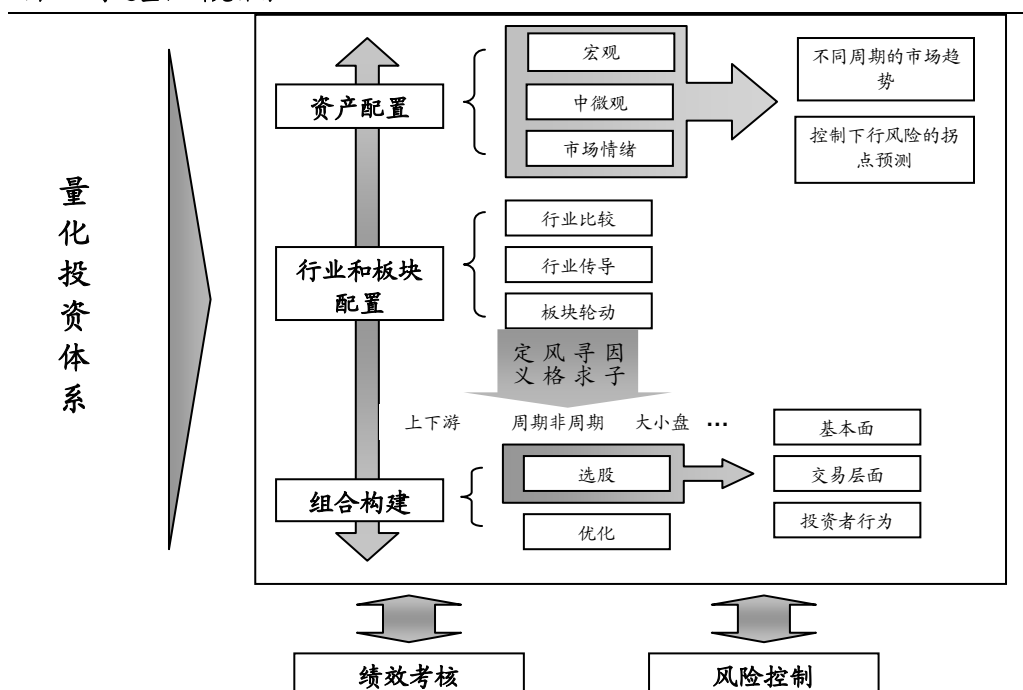 量
化
投
资
体
系
资产配置
宏观
中微观
市场情绪
不同周期的市场趋
势
控制下行风险的拐
点预测
行业和板块
配置
行业比较
行业传导
板块轮动
定 风 寻 因
义 格 求 子
上下游 周期非周期 大小盘 …
组合构建
选股
优化
基本面
交易层面
投资者行为
绩效考核
风险控制